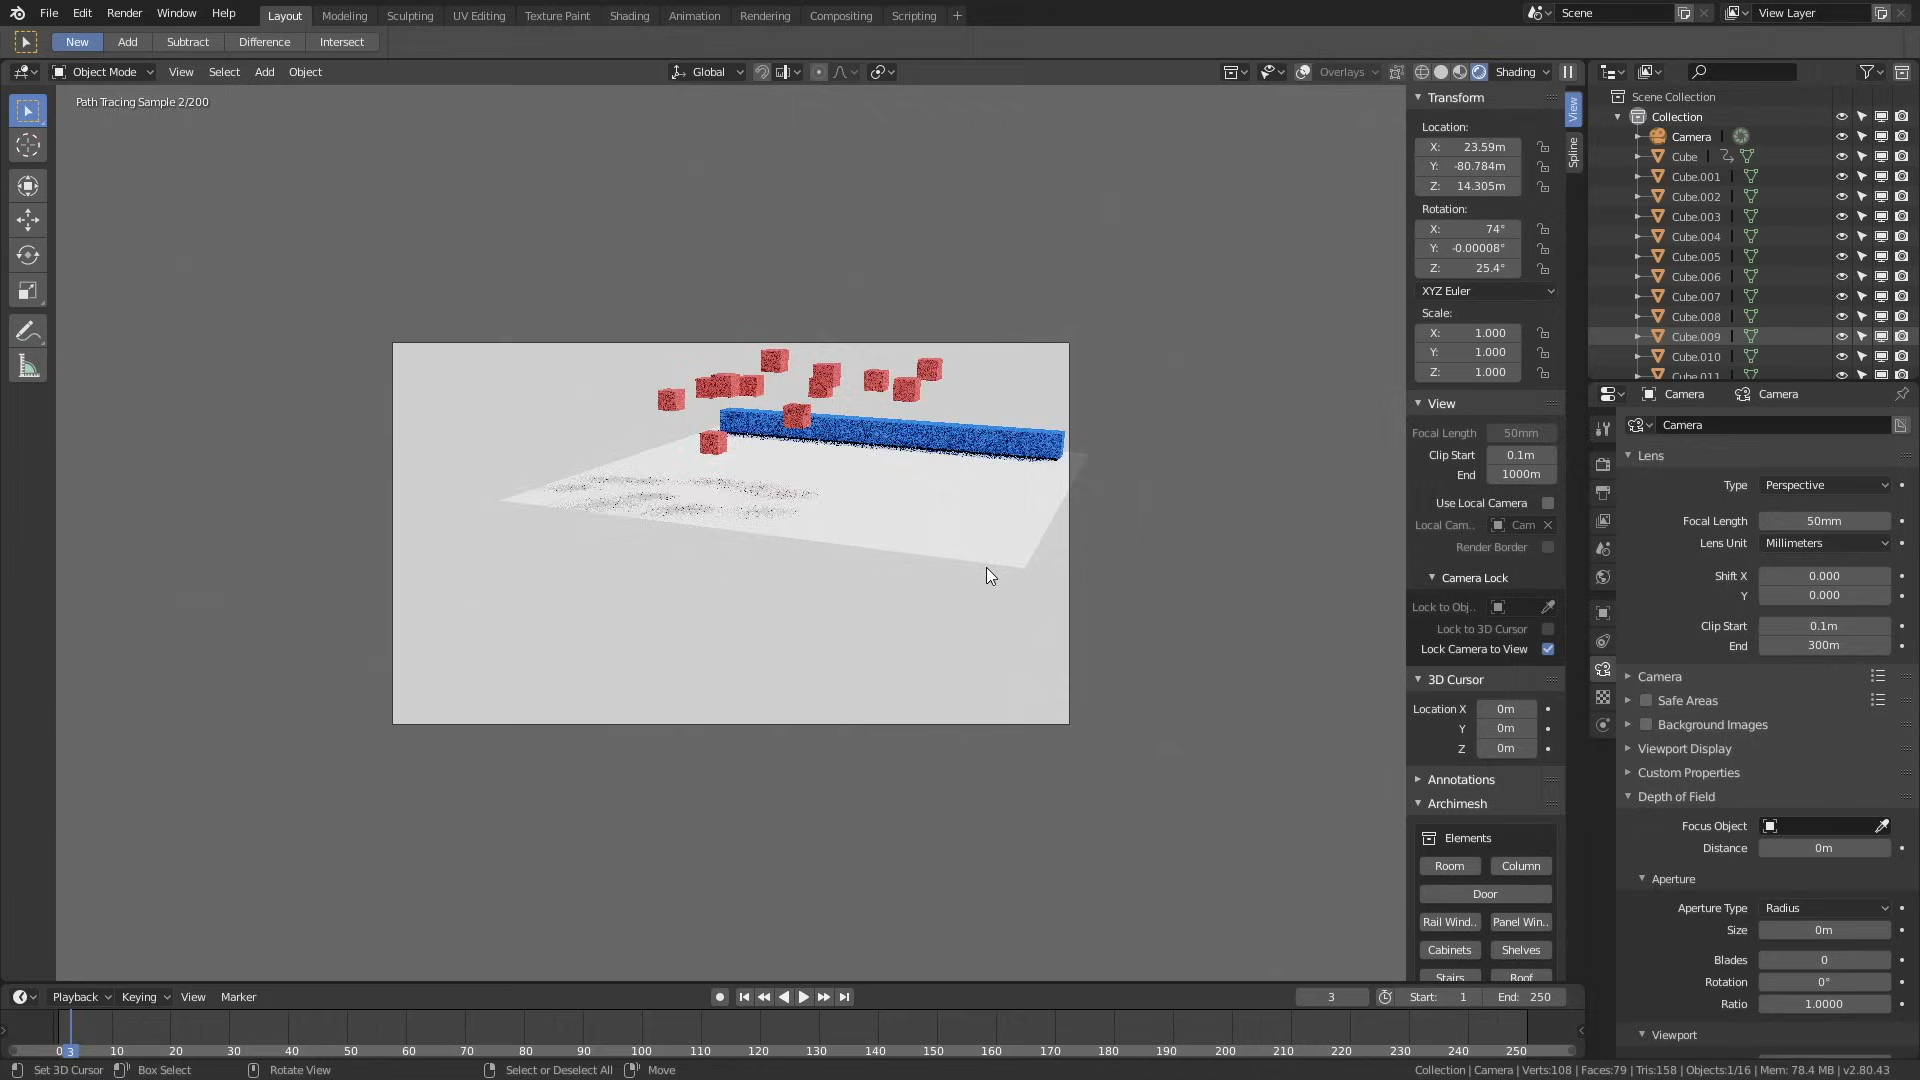 File Edit Render Window Help Layout Modeling Sculpting UV Editing Texture Paint Shading Animation Rendering Compositing Scripting + Scene View Layer
New Add Subtract Difference Intersect
Object Mode View Select Add Object Global Overlays Shading
Path Tracing Sample 2/200
Transform
Location:
X: 23.59m
Y: -80.784m
Z: 14.305m
Rotation:
X: 74°
Y: -0.00008°
Z: 25.4°
XYZ Euler
Scale:
X: 1.000
Y: 1.000
Z: 1.000
View
Focal Length 50mm
Clip Start 0.1m
End 1000m
Use Local Camera
Local Cam.. Cam
Render Border
Camera Lock
Lock to Obj..
Lock to 3D Cursor
Lock Camera to View
3D Cursor
Location X 0m
Y 0m
Z 0m
Annotations
Archimesh
Elements
Room Column
Door
Rail Wind.. Panel Win..
Cabinets Shelves
Stairs Roof
View
Spline
Scene Collection
Collection
Camera
Cube
Cube.001
Cube.002
Cube.003
Cube.004
Cube.005
Cube.006
Cube.007
Cube.008
Cube.009
Cube.010
Cube.011
Camera Camera
Camera
Lens
Type Perspective
Focal Length 50mm
Lens Unit Millimeters
Shift X 0.000
Y 0.000
Clip Start 0.1m
End 300m
Camera
Safe Areas
Background Images
Viewport Display
Custom Properties
Depth of Field
Focus Object
Distance 0m
Aperture
Aperture Type Radius
Size 0m
Blades 0
Rotation 0°
Ratio 1.0000
Viewport
Playback Keying View Marker 3 Start: 1 End: 250
0 3 10 20 30 40 50 60 70 80 90 100 110 120 130 140 150 160 170 180 190 200 210 220 230 240 250
Set 3D Cursor Box Select Rotate View Select or Deselect All Move Collection | Camera | Verts:108 | Faces:79 | Tris:158 | Objects:1/16 | Mem: 78.4 MB | v2.80.43